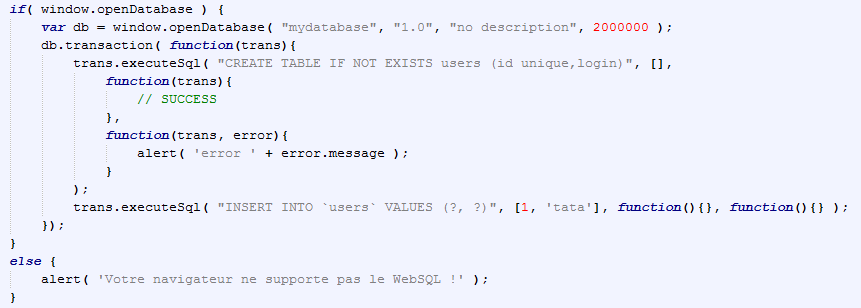 if( window.openDatabase ) {
    var db = window.openDatabase( "mydatabase", "1.0", "no description", 2000000 );
    db.transaction( function(trans){
        trans.executeSql( "CREATE TABLE IF NOT EXISTS users (id unique,login)", [],
            function(trans){
                // SUCCESS
            },
            function(trans, error){
                alert( 'error ' + error.message );
            }
        );
        trans.executeSql( "INSERT INTO `users` VALUES (?, ?)", [1, 'tata'], function(){}, function(){} );
    });
}
else {
    alert( 'Votre navigateur ne supporte pas le WebSQL !' );
}